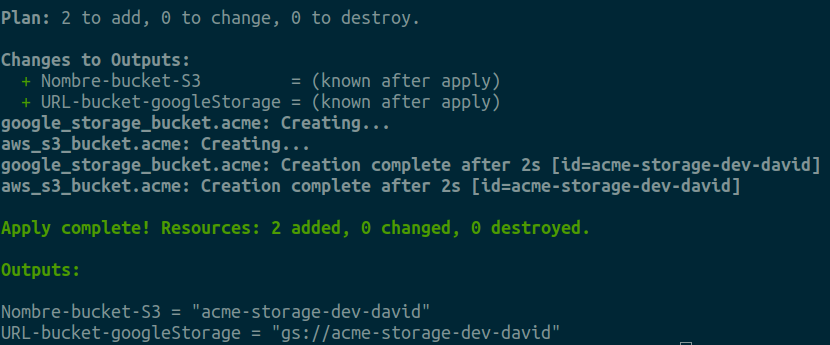 Plan: 2 to add, 0 to change, 0 to destroy.
Changes to Outputs:
+ Nombre-bucket-S3 = (known after apply)
+ URL-bucket-googleStorage = (known after apply)
google_storage_bucket.acme: Creating...
aws_s3_bucket.acme: Creating...
google_storage_bucket.acme: Creation complete after 2s [id=acme-storage-dev-david]
aws_s3_bucket.acme: Creation complete after 2s [id=acme-storage-dev-david]
Apply complete! Resources: 2 added, 0 changed, 0 destroyed.
Outputs:
Nombre-bucket-S3 = "acme-storage-dev-david"
URL-bucket-googleStorage = "gs://acme-storage-dev-david"